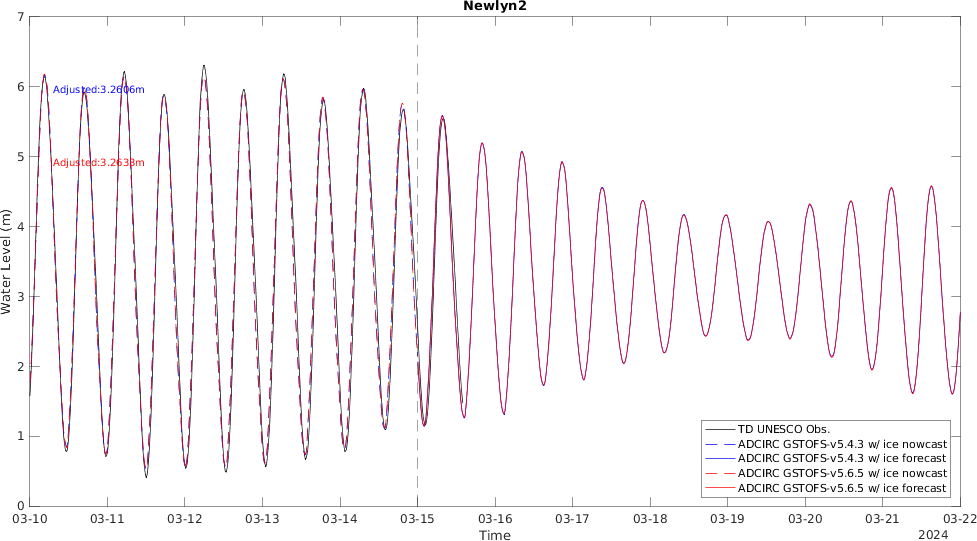 Newlyn2
7
6
5
4
3
2
1
0
Water Level (m)
Adjusted:3.2606m
Adjusted:3.2633m
TD UNESCO Obs.
ADCIRC GSTOFS-v5.4.3 w/ ice nowcast
ADCIRC GSTOFS-v5.4.3 w/ ice forecast
ADCIRC GSTOFS-v5.6.5 w/ ice nowcast
ADCIRC GSTOFS-v5.6.5 w/ ice forecast
03-10 03-11 03-12 03-13 03-14 03-15 03-16 03-17 03-18 03-19 03-20 03-21 03-22
Time
2024